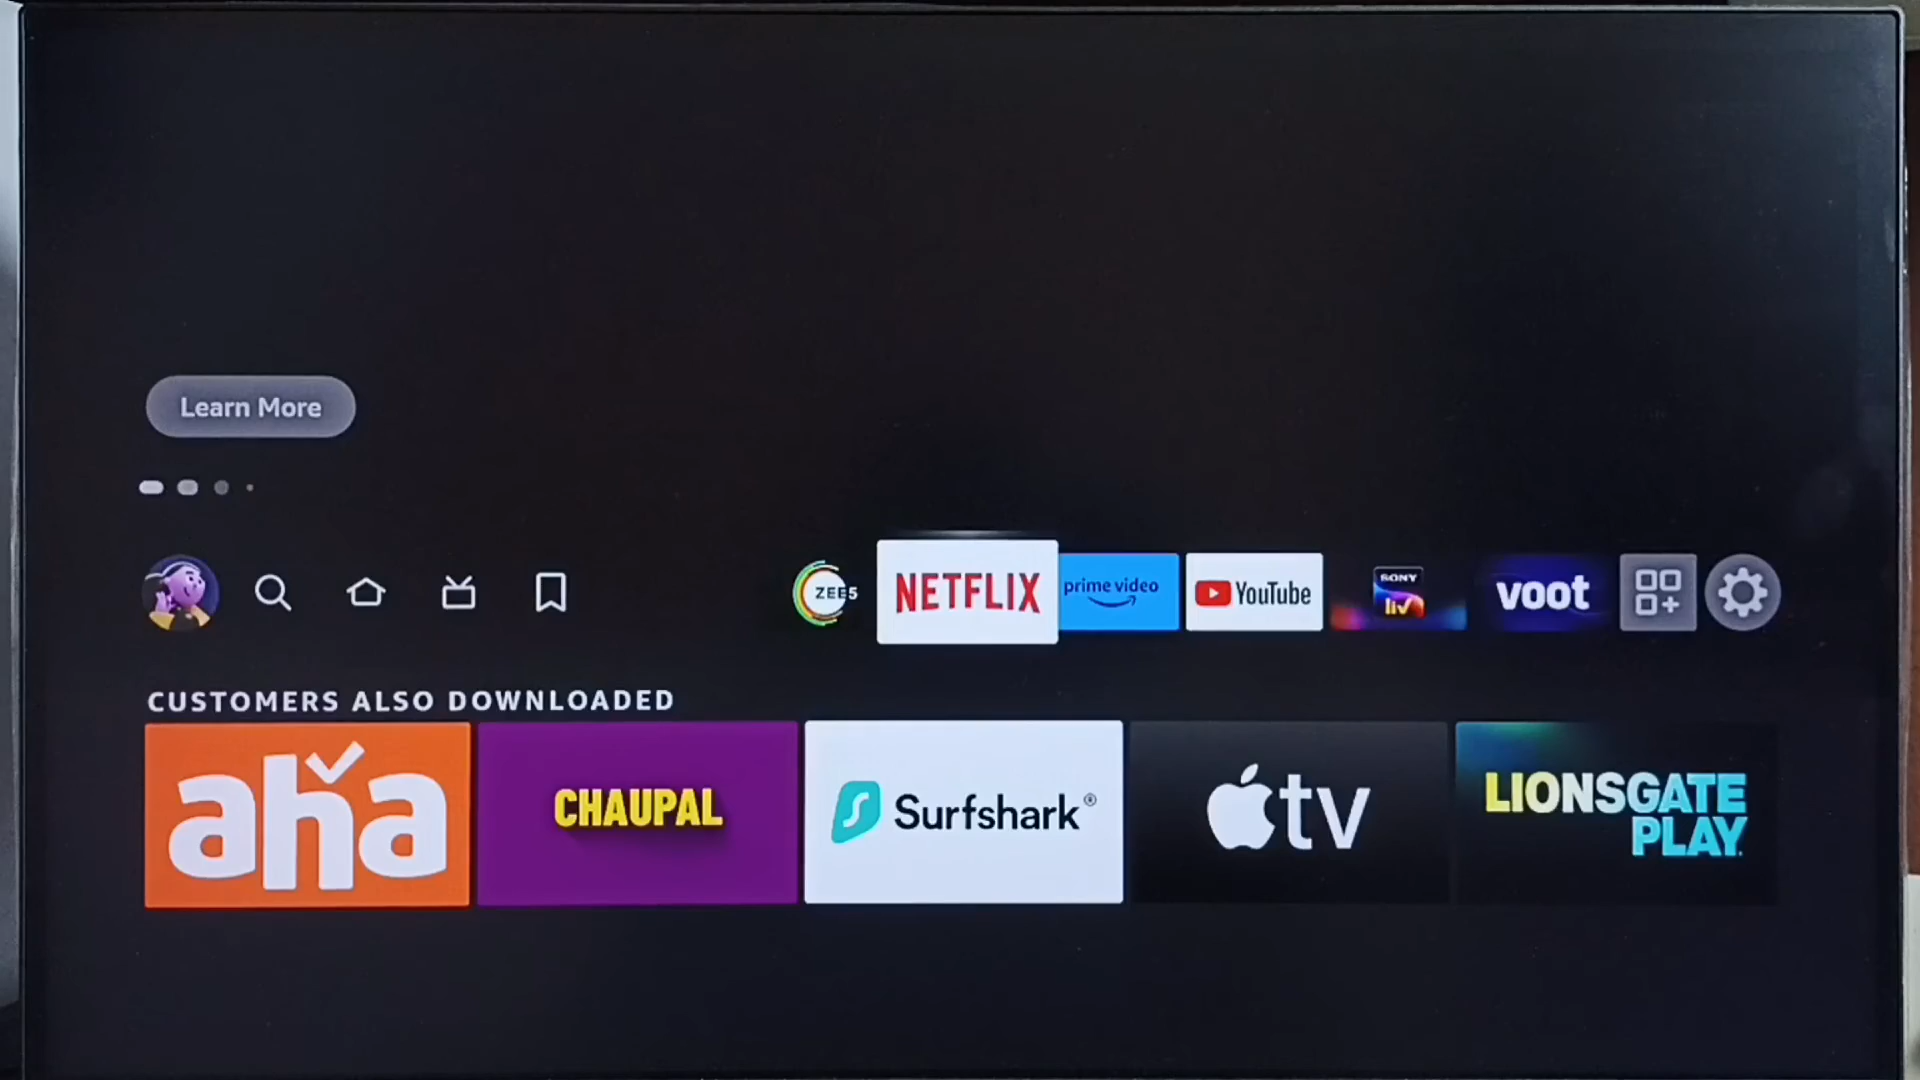 Learn More
ZEE5
NETFLIX
prime video
YouTube
SONY
liv
voot
CUSTOMERS ALSO DOWNLOADED
aha
CHAUPAL
Surfshark®
tv
LIONSGATE
PLAY